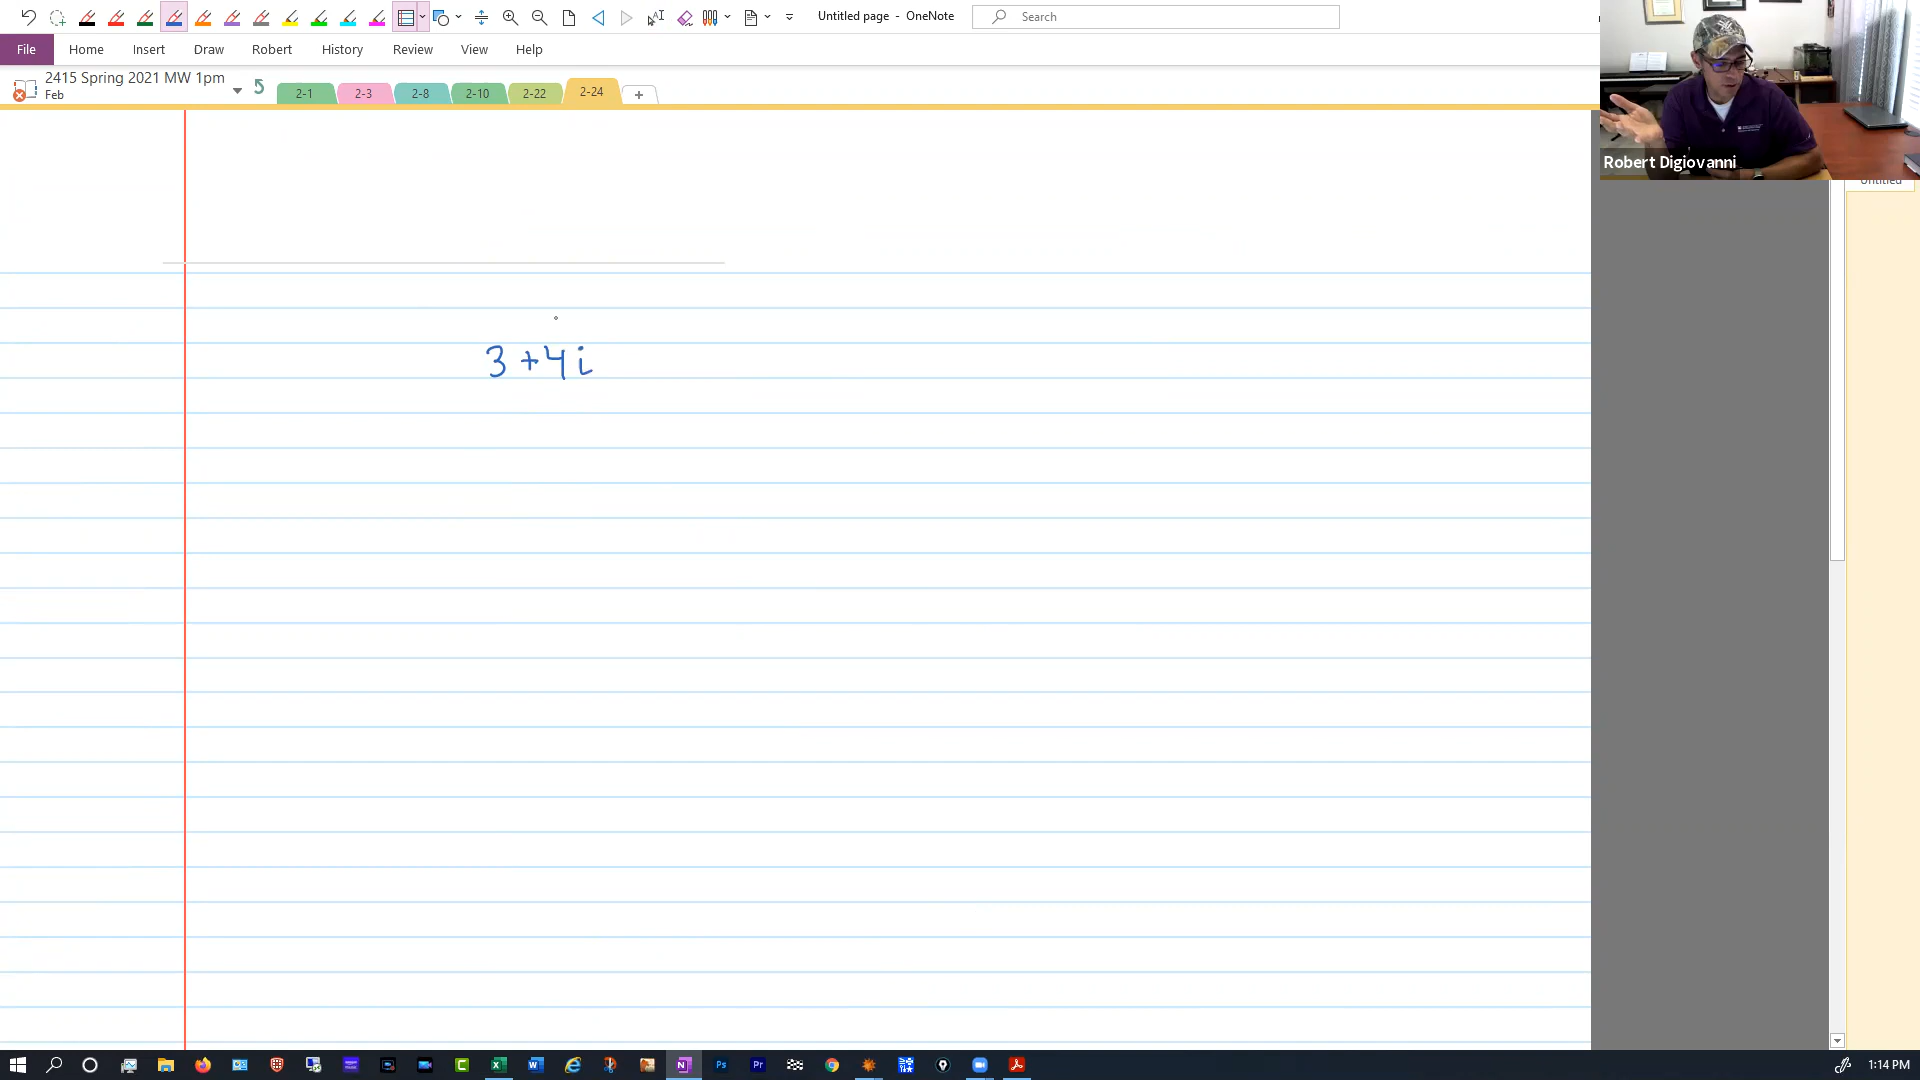 Untitled page - OneNote
Search
File Home Insert Draw Robert History Review View Help
2415 Spring 2021 MW 1pm
Feb
2-1 2-3 2-8 2-10 2-22 2-24
Robert Digiovanni
Untitled
3 + 4i
1:14 PM